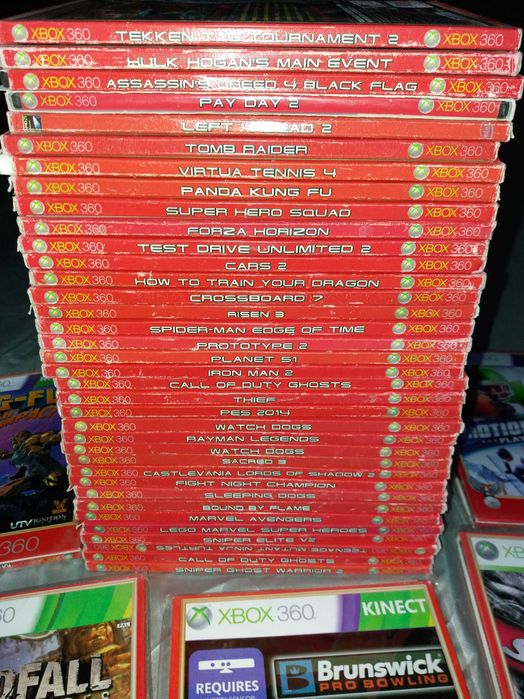 XBOX 360 TEKKEN TAG TOURNAMENT 2 XBOX 360
XBOX 360 HULK HOGAN'S MAIN EVENT XBOX 360
XBOX 360 ASSASSIN'S CREED 4 BLACK FLAG XBOX 360
XBOX 360 PAY DAY 2 XBOX 360
LEFT 4 DEAD 2
XBOX 360 TOMB RAIDER XBOX 360
XBOX 360 VIRTUA TENNIS 4 XBOX 360
XBOX 360 PANDA KUNG FU XBOX 360
XBOX 360 SUPER HERO SQUAD XBOX 360
XBOX 360 FORZA HORIZON XBOX 360
XBOX 360 TEST DRIVE UNLIMITED 2 XBOX 360
XBOX 360 CARS 2 XBOX 360
XBOX 360 HOW TO TRAIN YOUR DRAGON XBOX 360
XBOX 360 CROSSBOARD 7 XBOX 360
XBOX 360 RISEN 3 XBOX 360
XBOX 360 SPIDER-MAN EDGE OF TIME XBOX 360
XBOX 360 PROTOTYPE 2 XBOX 360
XBOX 360 PLANET 51 XBOX 360
XBOX 360 IRON MAN 2 XBOX 360
XBOX 360 CALL OF DUTY GHOSTS XBOX 360
XBOX 360 THIEF XBOX 360
XBOX 360 PES 2014 XBOX 360
XBOX 360 WATCH DOGS XBOX 360
XBOX 360 RAYMAN LEGENDS XBOX 360
XBOX 360 WATCH DOGS XBOX 360
XBOX 360 SACRED 3 XBOX 360
XBOX 360 CASTLEVANIA LORDS OF SHADOW 2 XBOX 360
XBOX 360 FIGHT NIGHT CHAMPION XBOX 360
XBOX 360 SLEEPING DOGS XBOX 360
XBOX 360 BOUND BY FLAME XBOX 360
XBOX 360 MARVEL AVENGERS XBOX 360
XBOX 360 LEGO MARVEL SUPER HEROES XBOX 360
XBOX 360 SNIPER ELITE V2 XBOX 360
XBOX 360 TEENAGE MUTANT NINJA TURTLES XBOX 360
XBOX 360 CALL OF DUTY GHOSTS XBOX 360
XBOX 360 SNIPER GHOST WARRIOR 2 XBOX 360
360
UTV IGNITION
360
60
PAL
DFALL
XBOX 360 KINECT
REQUIRES
Brunswick
PRO BOWLING
XB